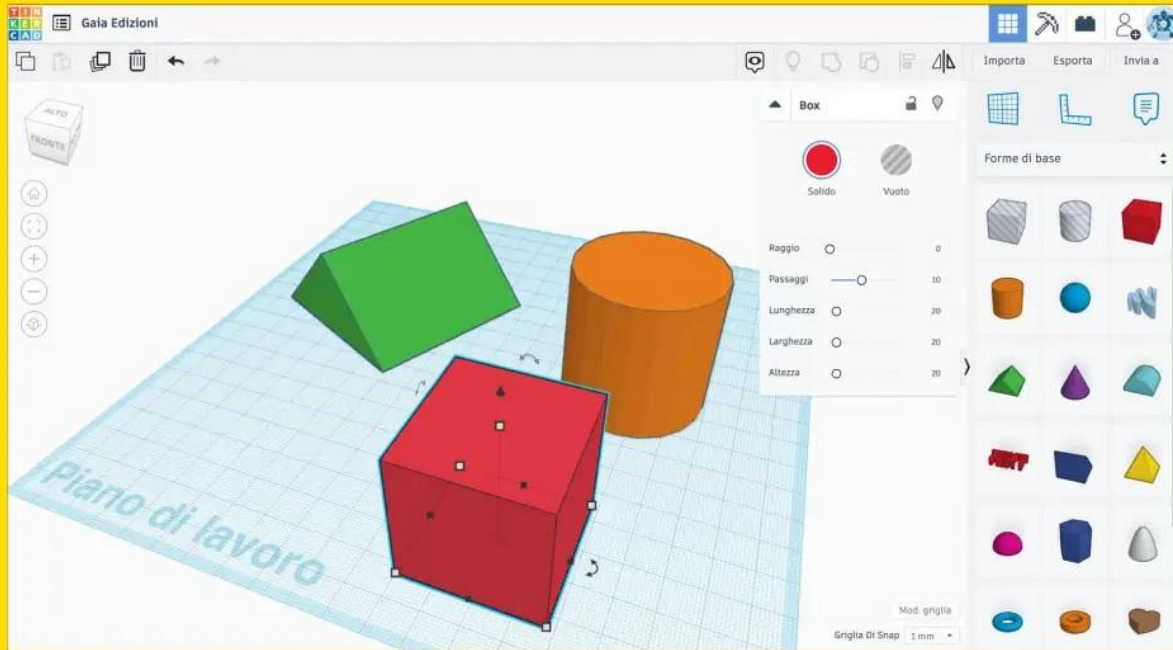 TIN
KER
CAD
Gaia Edizioni
Importa
Esporta
Invia a
ALTO
FRONTE
Box
Solido
Vuoto
Raggio 0
Passaggi 10
Lunghezza 20
Larghezza 20
Altezza 20
Forme di base
TEXT
Piano di lavoro
Mod. griglia
Griglia Di Snap 1 mm